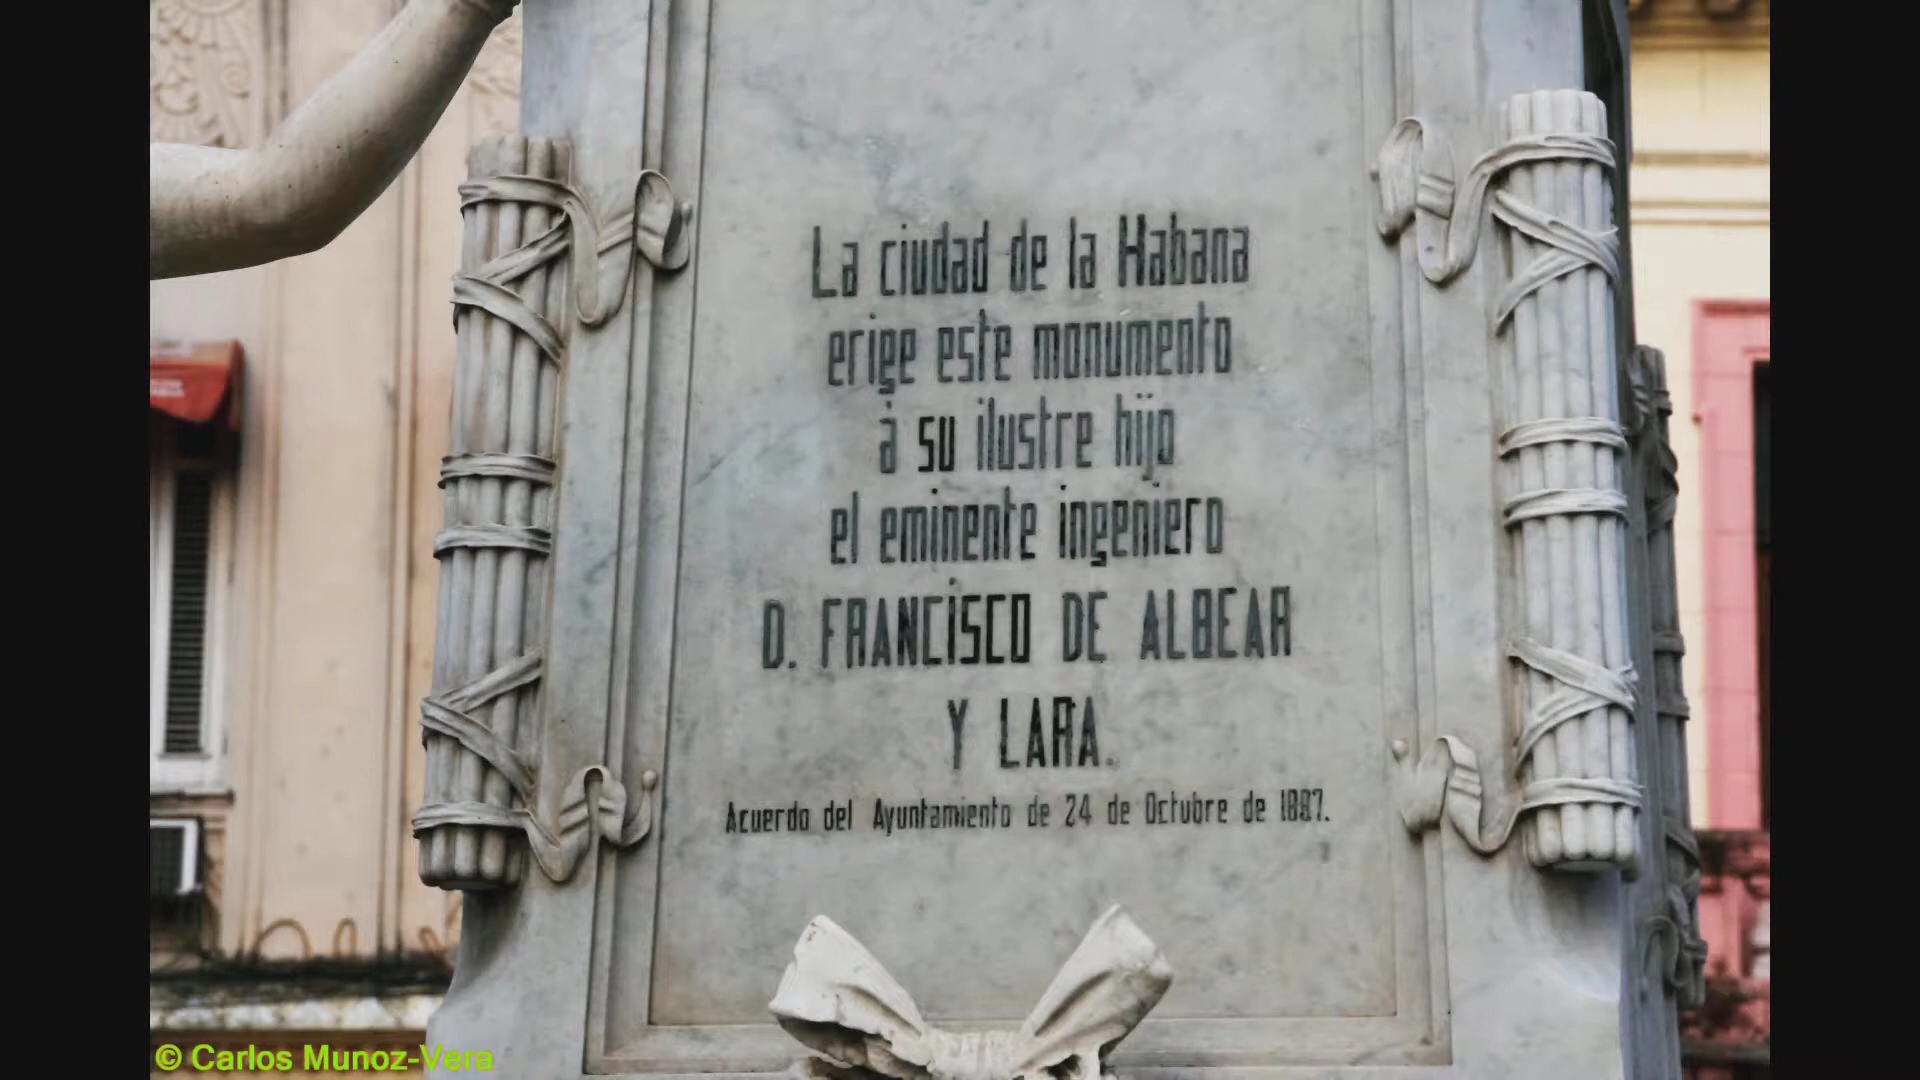 La ciudad de la Habana
erige este monumento
à su ilustre hijo
el eminente ingeniero
D. FRANCISCO DE ALBEAR
Y LARA.
Acuerdo del Ayuntamiento de 24 de Octubre de 1887.
© Carlos Munoz-Vera